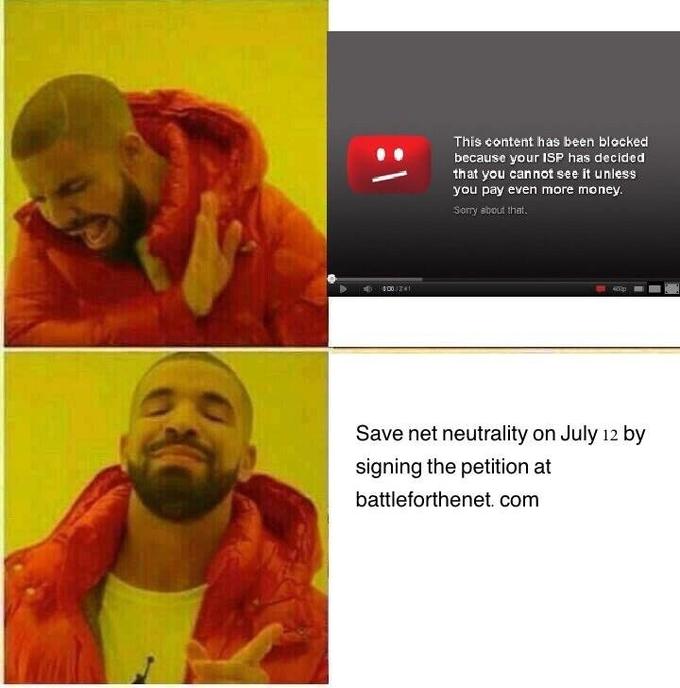 This content has been blocked
because your ISP has decided
that you cannot see it unless
you pay even more money.
Sorry about that.
Save net neutrality on July 12 by
signing the petition at
battleforthenet. com